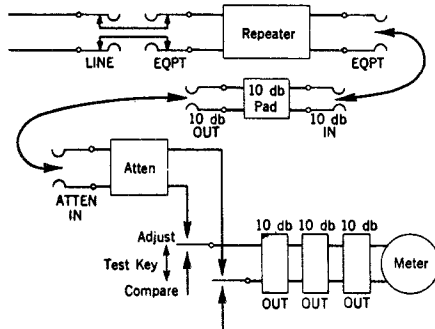 Repeater
LINE
EQPT
EQPT
10 db
Pad
10 db
OUT
10 db
IN
Atten
ATTEN
IN
Adjust
Test Key
Compare
10 db
10 db
10 db
OUT
OUT
OUT
Meter